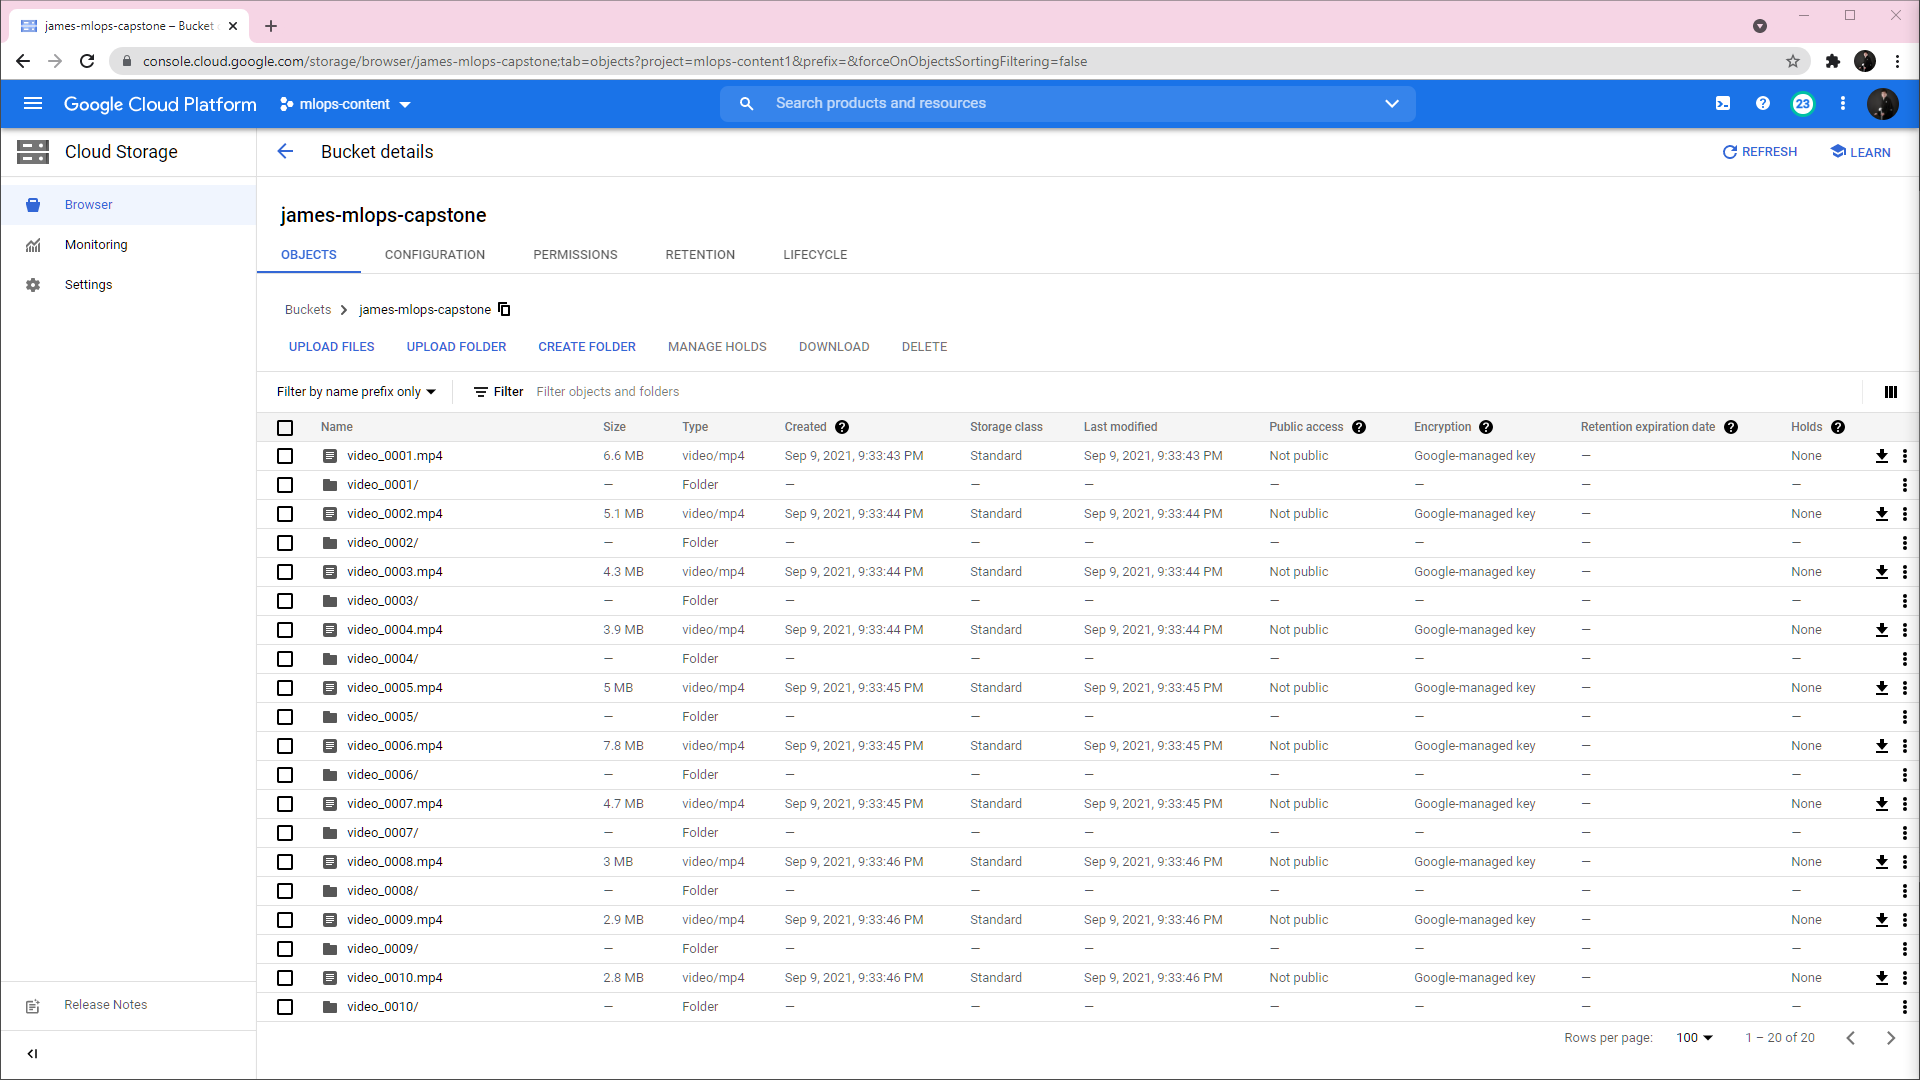 james-mlops-capstone – Bucket
console.cloud.google.com/storage/browser/james-mlops-capstone;tab=objects?project=mlops-content1&prefix=&forceOnObjectsSortingFiltering=false
Google Cloud Platform mlops-content Search products and resources 23
Cloud Storage Bucket details REFRESH LEARN
Browser
Monitoring
Settings
james-mlops-capstone
OBJECTS CONFIGURATION PERMISSIONS RETENTION LIFECYCLE
Buckets > james-mlops-capstone
UPLOAD FILES UPLOAD FOLDER CREATE FOLDER MANAGE HOLDS DOWNLOAD DELETE
Filter by name prefix only Filter Filter objects and folders
Name Size Type Created ? Storage class Last modified Public access ? Encryption ? Retention expiration date ? Holds ?
video_0001.mp4 6.6 MB video/mp4 Sep 9, 2021, 9:33:43 PM Standard Sep 9, 2021, 9:33:43 PM Not public Google-managed key — None
video_0001/ — Folder — — — — — — —
video_0002.mp4 5.1 MB video/mp4 Sep 9, 2021, 9:33:44 PM Standard Sep 9, 2021, 9:33:44 PM Not public Google-managed key — None
video_0002/ — Folder — — — — — — —
video_0003.mp4 4.3 MB video/mp4 Sep 9, 2021, 9:33:44 PM Standard Sep 9, 2021, 9:33:44 PM Not public Google-managed key — None
video_0003/ — Folder — — — — — — —
video_0004.mp4 3.9 MB video/mp4 Sep 9, 2021, 9:33:44 PM Standard Sep 9, 2021, 9:33:44 PM Not public Google-managed key — None
video_0004/ — Folder — — — — — — —
video_0005.mp4 5 MB video/mp4 Sep 9, 2021, 9:33:45 PM Standard Sep 9, 2021, 9:33:45 PM Not public Google-managed key — None
video_0005/ — Folder — — — — — — —
video_0006.mp4 7.8 MB video/mp4 Sep 9, 2021, 9:33:45 PM Standard Sep 9, 2021, 9:33:45 PM Not public Google-managed key — None
video_0006/ — Folder — — — — — — —
video_0007.mp4 4.7 MB video/mp4 Sep 9, 2021, 9:33:45 PM Standard Sep 9, 2021, 9:33:45 PM Not public Google-managed key — None
video_0007/ — Folder — — — — — — —
video_0008.mp4 3 MB video/mp4 Sep 9, 2021, 9:33:46 PM Standard Sep 9, 2021, 9:33:46 PM Not public Google-managed key — None
video_0008/ — Folder — — — — — — —
video_0009.mp4 2.9 MB video/mp4 Sep 9, 2021, 9:33:46 PM Standard Sep 9, 2021, 9:33:46 PM Not public Google-managed key — None
video_0009/ — Folder — — — — — — —
video_0010.mp4 2.8 MB video/mp4 Sep 9, 2021, 9:33:46 PM Standard Sep 9, 2021, 9:33:46 PM Not public Google-managed key — None
video_0010/ — Folder — — — — — — —
Release Notes
Rows per page: 100 1 – 20 of 20